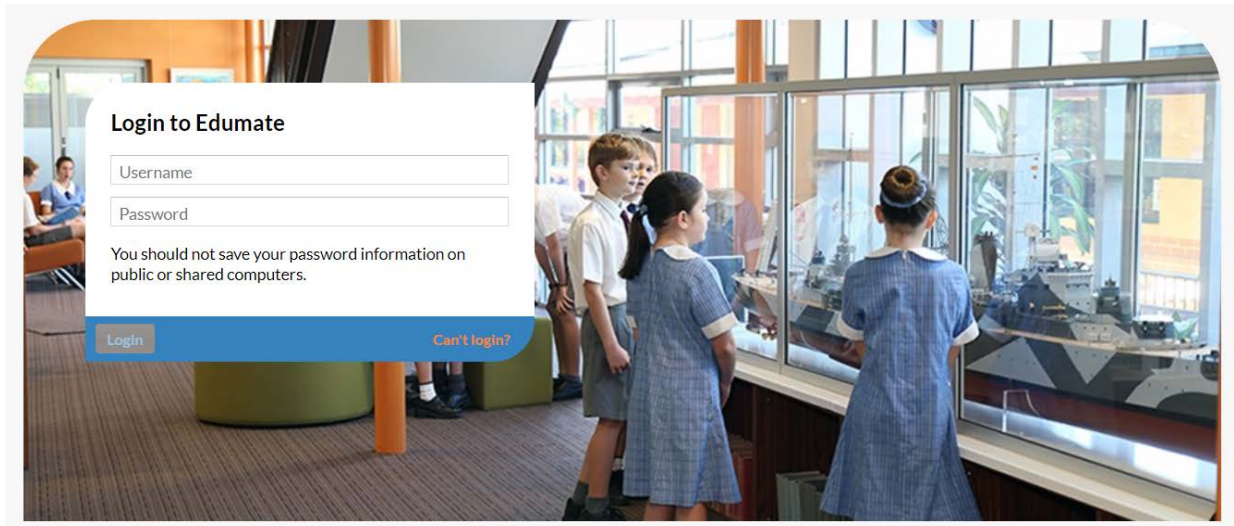 Login to Edumate
Username
Password
You should not save your password information on
public or shared computers.
Login
Can't login?